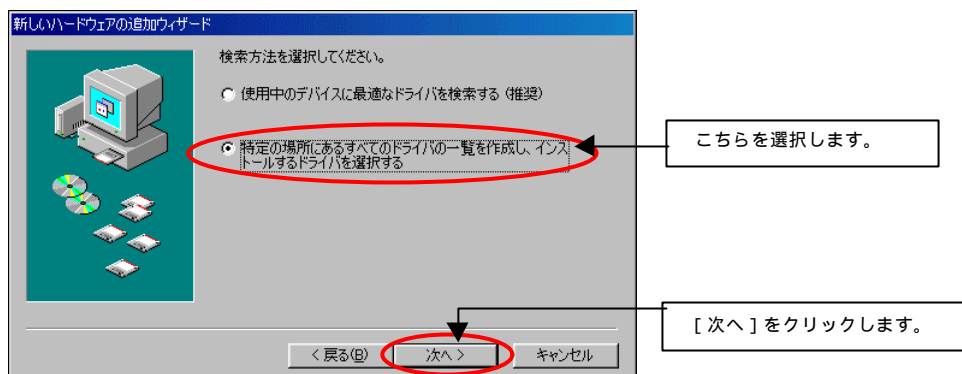 新しいハードウェアの追加ウィザード
検索方法を選択してください。
使用中のデバイスに最適なドライバを検索する (推奨)
特定の場所にあるすべてのドライバの一覧を作成し、インス
トールするドライバを選択する
こちらを選択します。
[ 次へ ] をクリックします。
< 戻る(B)
次へ >
キャンセル